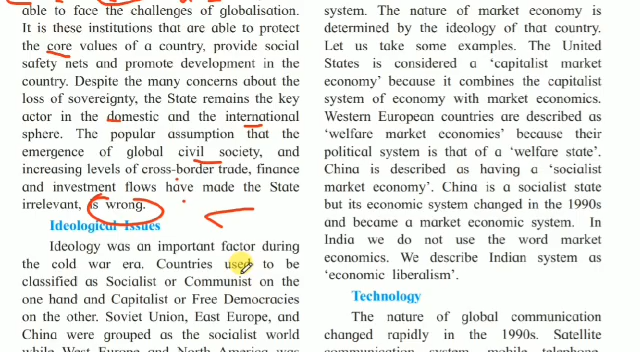 able to face the challenges of globalisation.
It is these institutions that are able to protect
the core values of a country, provide social
safety nets and promote development in the
country. Despite the many concerns about the
loss of sovereignty, the State remains the key
actor in the domestic and the international
sphere. The popular assumption that the
emergence of global civil society, and
increasing levels of cross-border trade, finance
and investment flows have made the State
irrelevant, is wrong.
Ideological Issues
Ideology was an important factor during
the cold war era. Countries used to be
classified as Socialist or Communist on the
one hand and Capitalist or Free Democracies
on the other. Soviet Union, East Europe, and
China were grouped as the socialist world
while West Europe and North America was
system. The nature of market economy is
determined by the ideology of that country.
Let us take some examples. The United
States is considered a ‘capitalist market
economy’ because it combines the capitalist
system of economy with market economics.
Western European countries are described as
‘welfare market economies’ because their
political system is that of a ‘welfare state’.
China is described as having a ‘socialist
market economy’. China is a socialist state
but its economic system changed in the 1990s
and became a market economic system. In
India we do not use the word market
economics. We describe Indian system as
‘economic liberalism’.
Technology
The nature of global communication
changed rapidly in the 1990s. Satellite
communication system, mobile telephone,